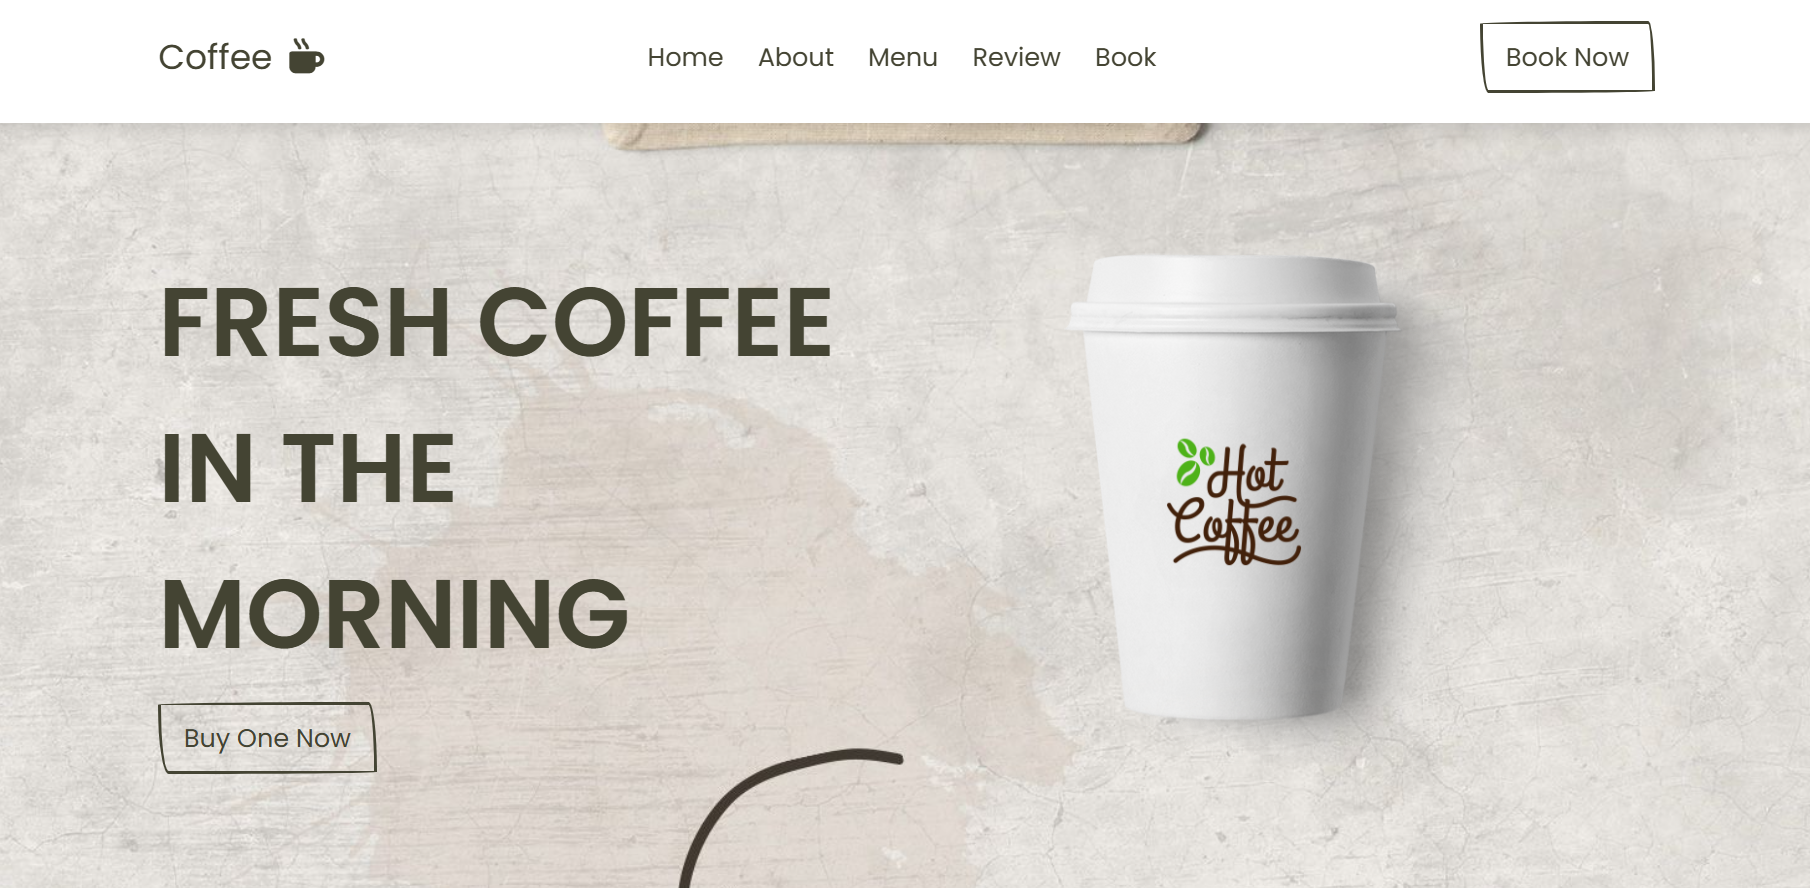 Coffee
Home About Menu Review Book
Book Now
FRESH COFFEE
IN THE
MORNING
Buy One Now
Hot
Coffee